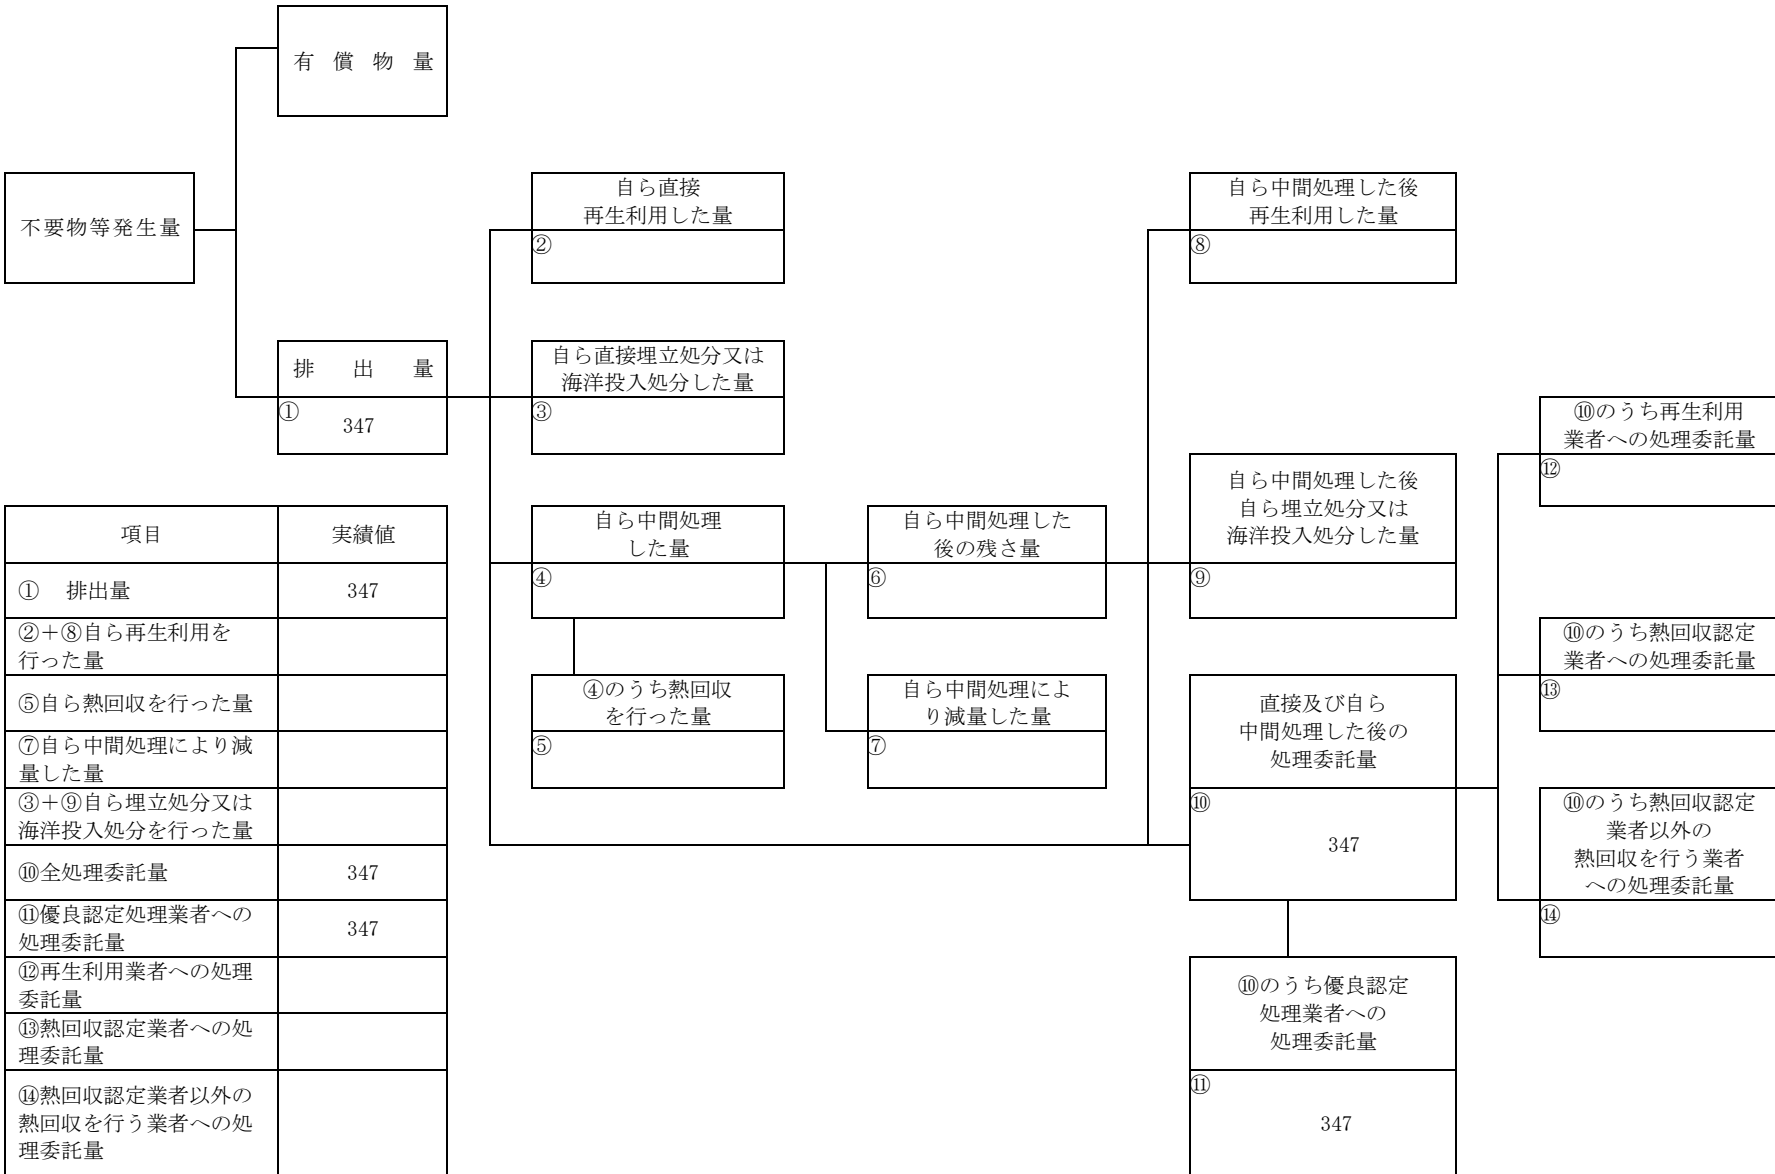 有償物量
不要物等発生量
排出量
①
347
自ら直接
再生利用した量
②
自ら直接埋立処分又は
海洋投入処分した量
③
自ら中間処理
した量
④
④のうち熱回収
を行った量
⑤
自ら中間処理した
後の残さ量
⑥
自ら中間処理によ
り減量した量
⑦
自ら中間処理した後
再生利用した量
⑧
自ら中間処理した後
自ら埋立処分又は
海洋投入処分した量
⑨
直接及び自ら
中間処理した後の
処理委託量
⑩
347
⑩のうち優良認定
処理業者への
処理委託量
⑪
347
⑩のうち再生利用
業者への処理委託量
⑫
⑩のうち熱回収認定
業者への処理委託量
⑬
⑩のうち熱回収認定
業者以外の
熱回収を行う業者
への処理委託量
⑭
項目 実績値
① 排出量 347
②＋⑧自ら再生利用を
行った量
⑤自ら熱回収を行った量
⑦自ら中間処理により減
量した量
③＋⑨自ら埋立処分又は
海洋投入処分を行った量
⑩全処理委託量 347
⑪優良認定処理業者への
処理委託量 347
⑫再生利用業者への処理
委託量
⑬熱回収認定業者への処
理委託量
⑭熱回収認定業者以外の
熱回収を行う業者への処
理委託量